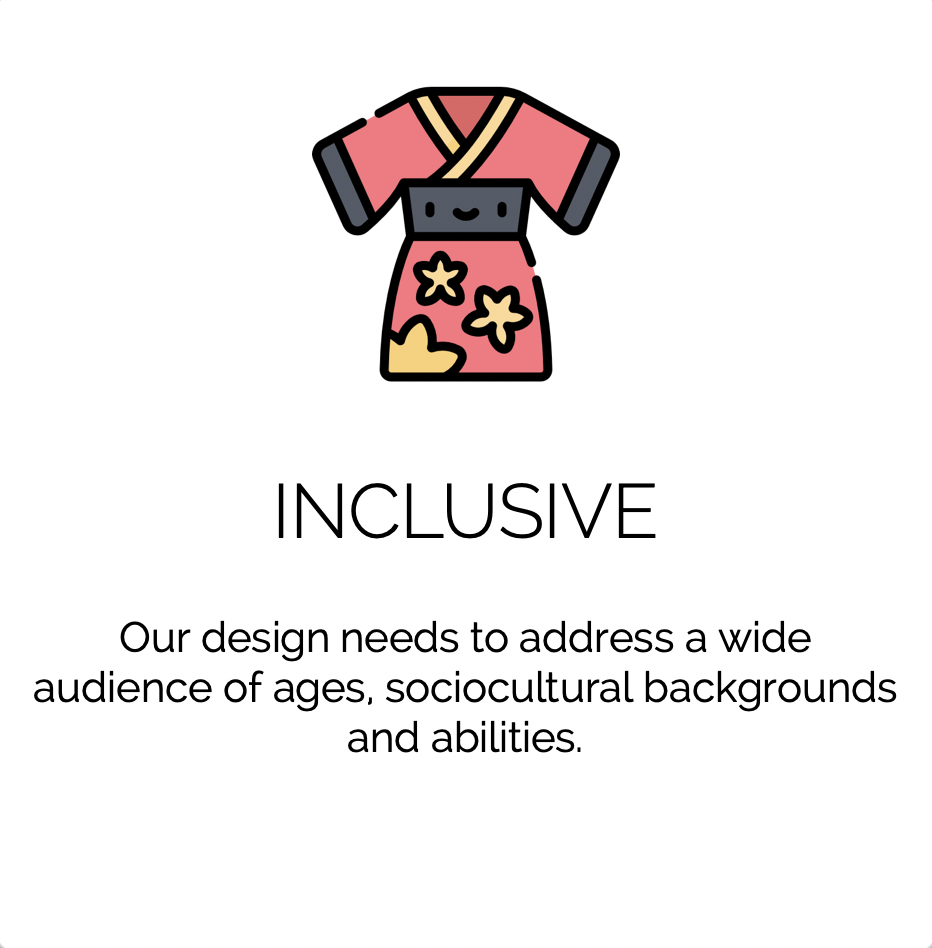 INCLUSIVE
Our design needs to address a wide
audience of ages, sociocultural backgrounds
and abilities.